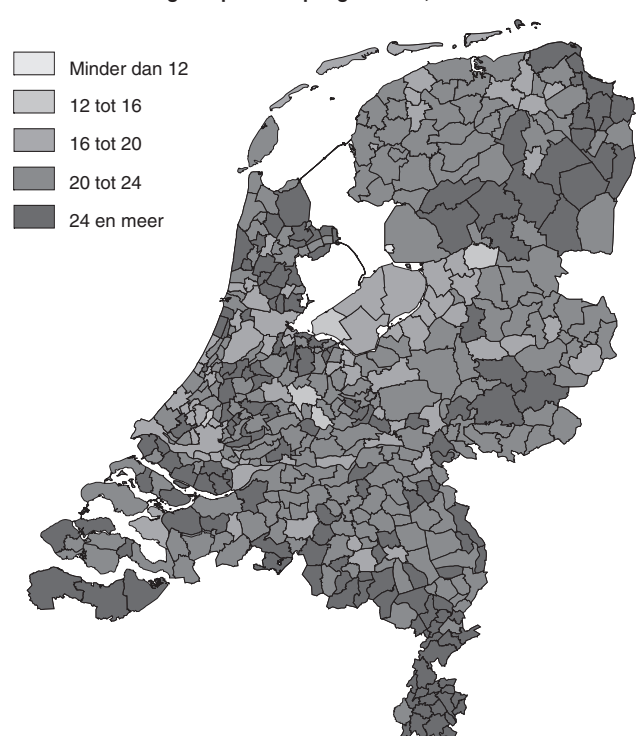 Minder dan 12
12 tot 16
16 tot 20
20 tot 24
24 en meer